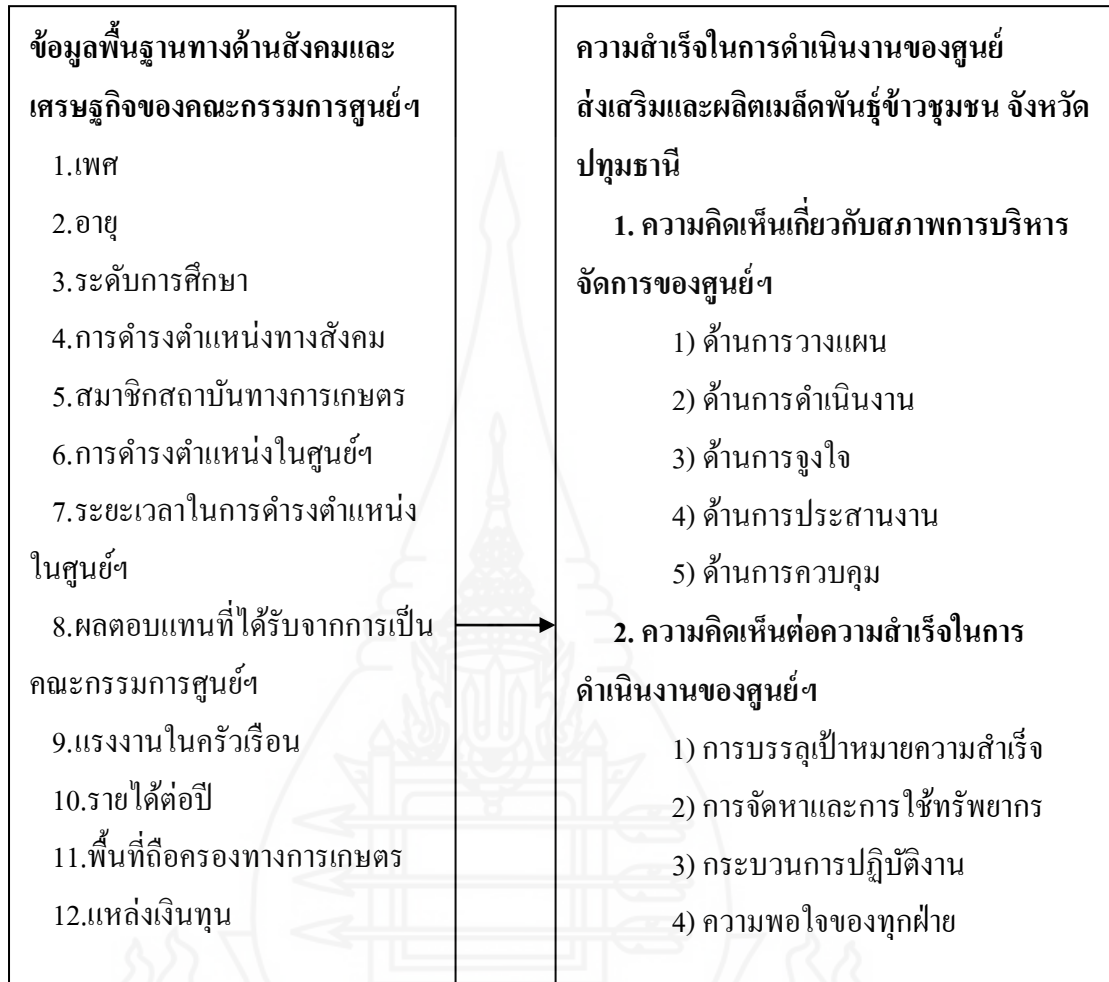 ข้อมูลพื้นฐานทางด้านสังคมและ
เศรษฐกิจของคณะกรรมการศูนย์ฯ
1.เพศ
2.อายุ
3.ระดับการศึกษา
4.การดำรงตำแหน่งทางสังคม
5.สมาชิกสถาบันทางการเกษตร
6.การดำรงตำแหน่งในศูนย์ฯ
7.ระยะเวลาในการดำรงตำแหน่ง
ในศูนย์ฯ
8.ผลตอบแทนที่ได้รับจากการเป็น
คณะกรรมการศูนย์ฯ
9.แรงงานในครัวเรือน
10.รายได้ต่อปี
11.พื้นที่ถือครองทางการเกษตร
12.แหล่งเงินทุน
ความสำเร็จในการดำเนินงานของศูนย์
ส่งเสริมและผลิตเมล็ดพันธุ์ข้าวชุมชน จังหวัด
ปทุมธานี
1. ความคิดเห็นเกี่ยวกับสภาพการบริหาร
จัดการของศูนย์ฯ
1) ด้านการวางแผน
2) ด้านการดำเนินงาน
3) ด้านการจูงใจ
4) ด้านการประสานงาน
5) ด้านการควบคุม
2. ความคิดเห็นต่อความสำเร็จในการ
ดำเนินงานของศูนย์ฯ
1) การบรรลุเป้าหมายความสำเร็จ
2) การจัดหาและการใช้ทรัพยากร
3) กระบวนการปฏิบัติงาน
4) ความพอใจของทุกฝ่าย